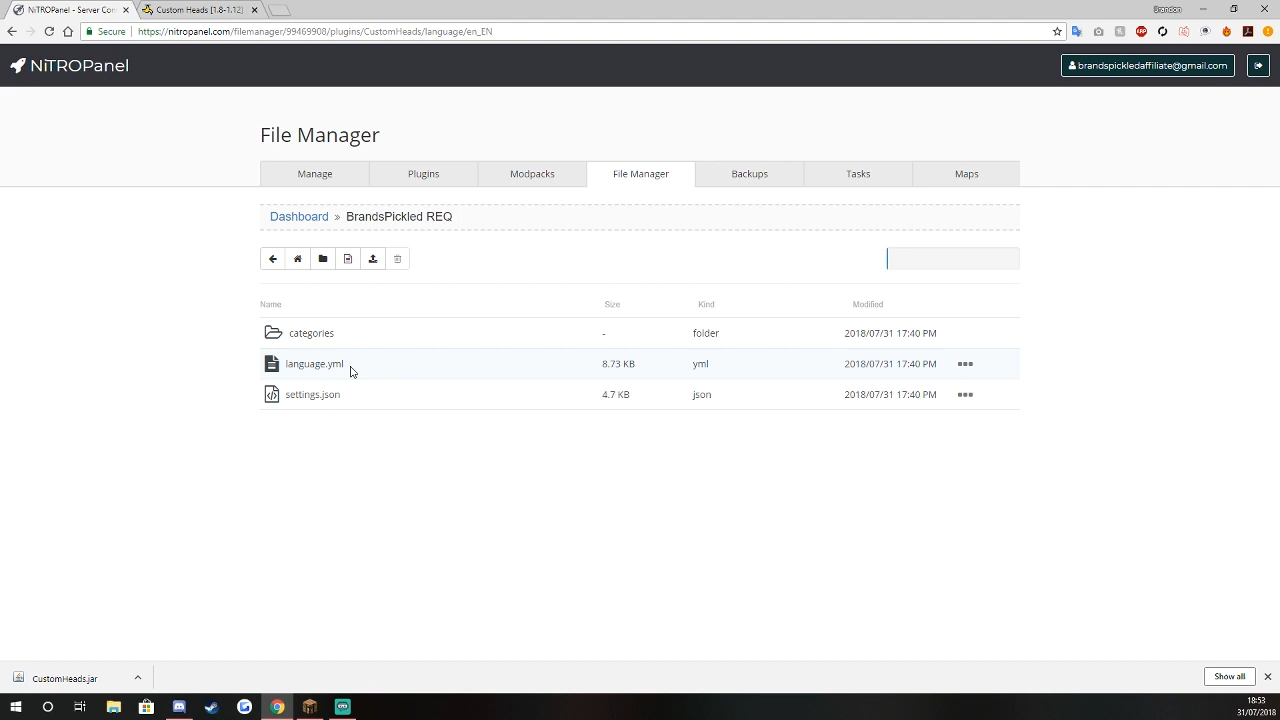 NiTROPanel - Server Con
Custom Heads [1.8-1.12]
Brandon
Secure
https://nitropanel.com/filemanager/99469908/plugins/CustomHeads/language/en_EN
NiTROPanel
brandspickledaffiliate@gmail.com
File Manager
Manage
Plugins
Modpacks
File Manager
Backups
Tasks
Maps
Dashboard » BrandsPickled REQ
Name Size Kind Modified
categories - folder 2018/07/31 17:40 PM
language.yml 8.73 KB yml 2018/07/31 17:40 PM
settings.json 4.7 KB json 2018/07/31 17:40 PM
CustomHeads.jar
Show all
18:53
31/07/2018